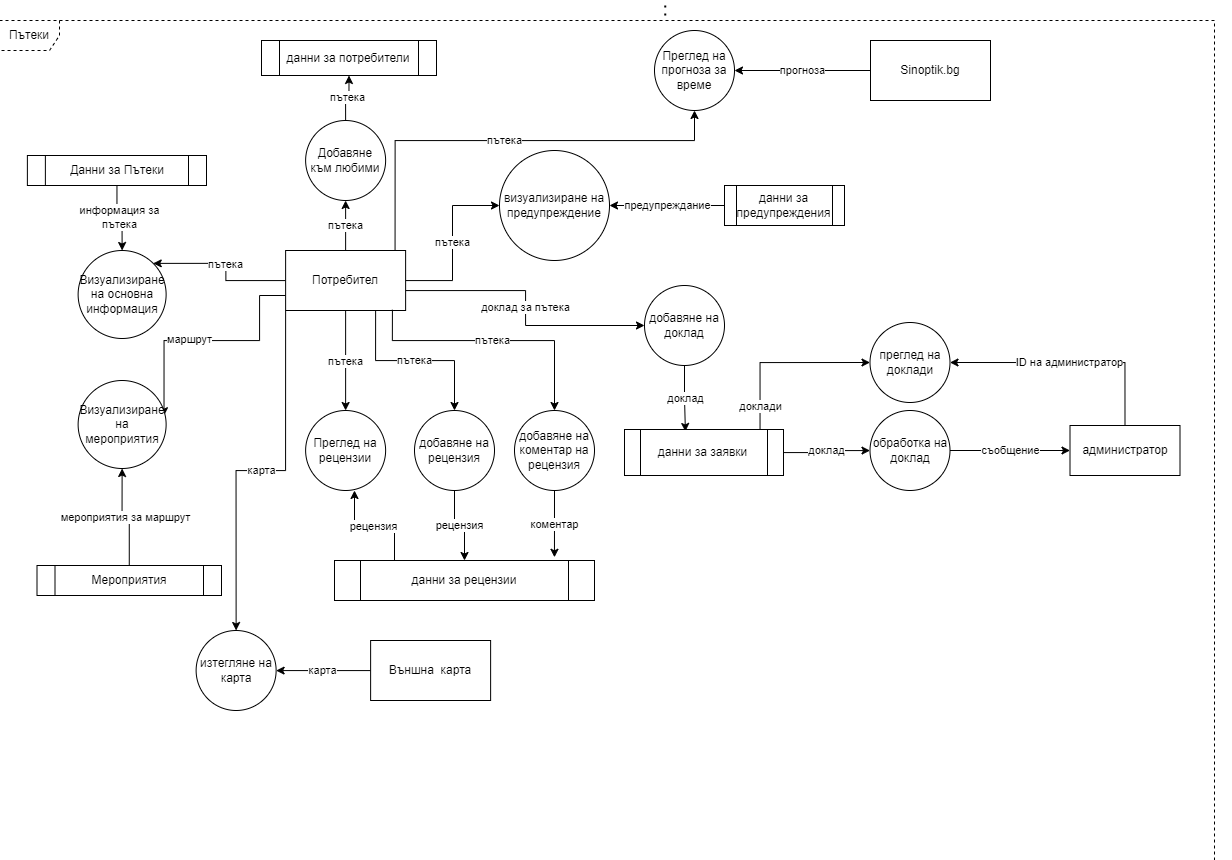 :
Пътеки
данни за потребители
Преглед на
прогноза за
време
прогноза
Sinoptik.bg
пътека
Добавяне
към любими
пътека
Данни за Пътеки
визуализиране на
предупреждение
предупреждание
данни за
предупреждения
информация за
пътека
пътека
пътека
Визуализиране
на основна
информация
пътека
Потребител
доклад за пътека
добавяне на
доклад
маршрут
пътека
пътека
пътека
преглед на
доклади
ID на администратор
Визуализиране
на
мероприятия
доклад
доклади
Преглед на
рецензии
добавяне на
рецензия
добавяне на
коментар на
рецензия
данни за заявки
доклад
обработка на
доклад
съобщение
администратор
карта
мероприятия за маршрут
рецензия
рецензия
коментар
Мероприятия
данни за рецензии
изтегляне на
карта
карта
Външна карта